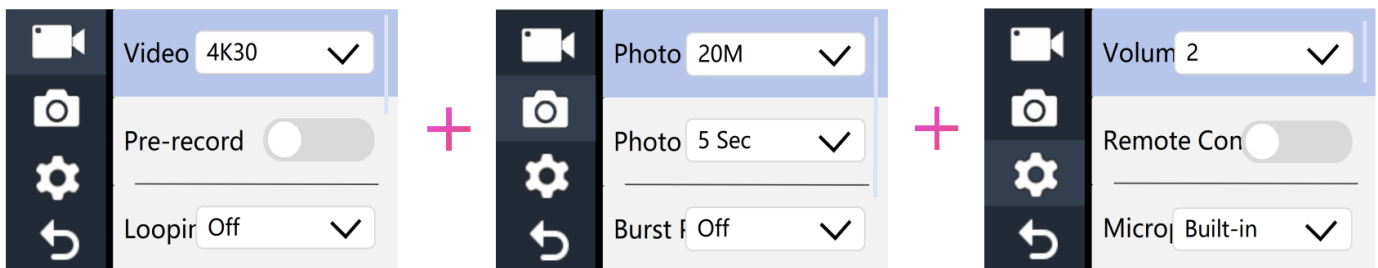 Video 4K30
Pre-record
Loopir Off
Photo 20M
Photo 5 Sec
Burst F Off
Volum 2
Remote Con
Microp Built-in